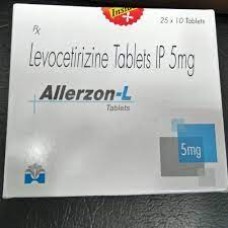 Rx
25 x 10 Tablets
Levocetirizine Tablets IP 5mg
Allerzon-L
Tablets
5mg